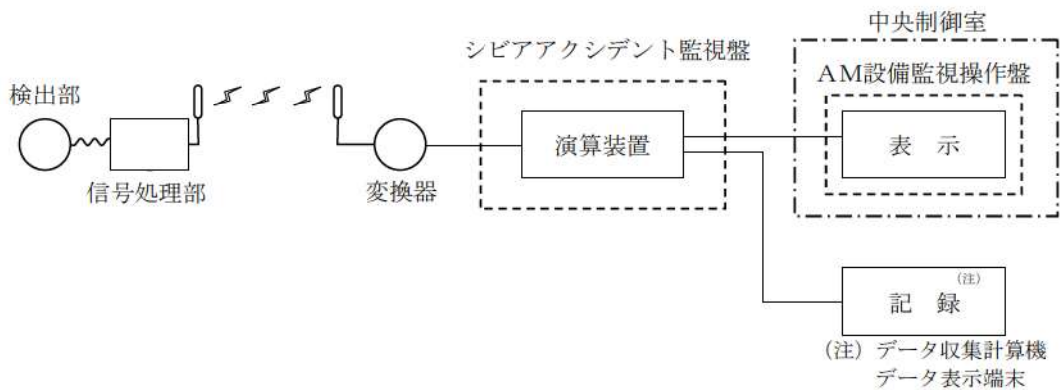 中央制御室
シビアアクシデント監視盤
AM設備監視操作盤
検出部
演算装置
表 示
信号処理部
変換器
(注)
記 録
(注) データ収集計算機
データ表示端末